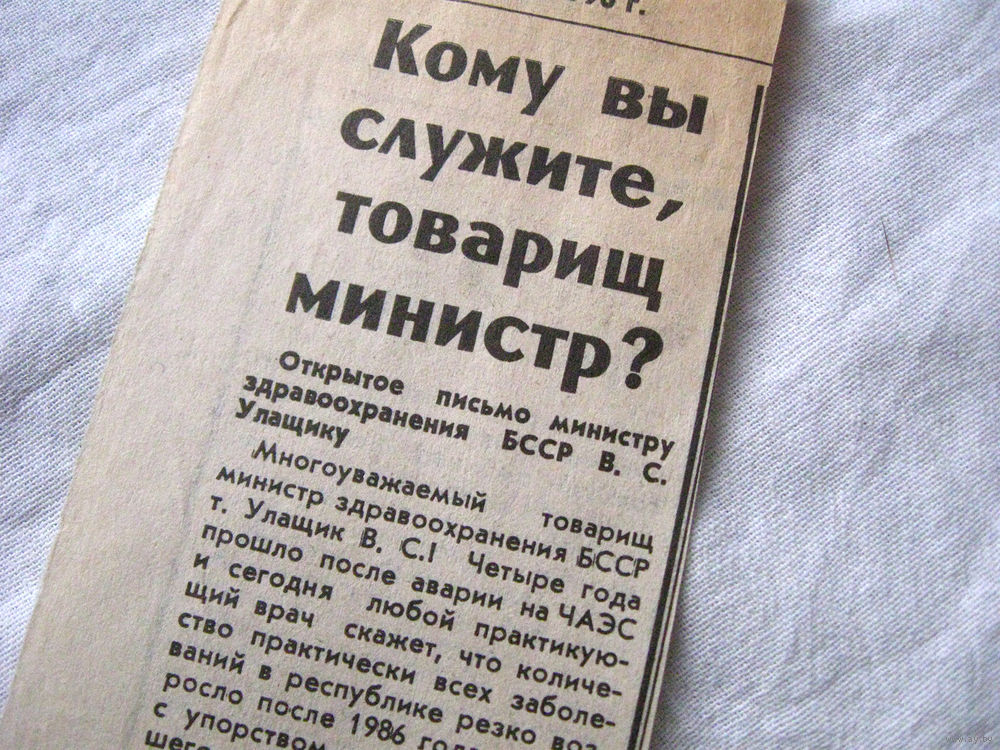 Кому вы
служите,
товарищ
министр?
Открытое письмо министру
здравоохранения БССР В. С.
Улащику
Многоуважаемый товарищ
министр здравоохранения БССР
т. Улащик В. С.! Четыре года
прошло после аварии на ЧАЭС
и сегодня любой практикую-
щий врач скажет, что количе-
ство практически всех заболе-
ваний в республике резко воз-
росло после 1986 года
с упорством